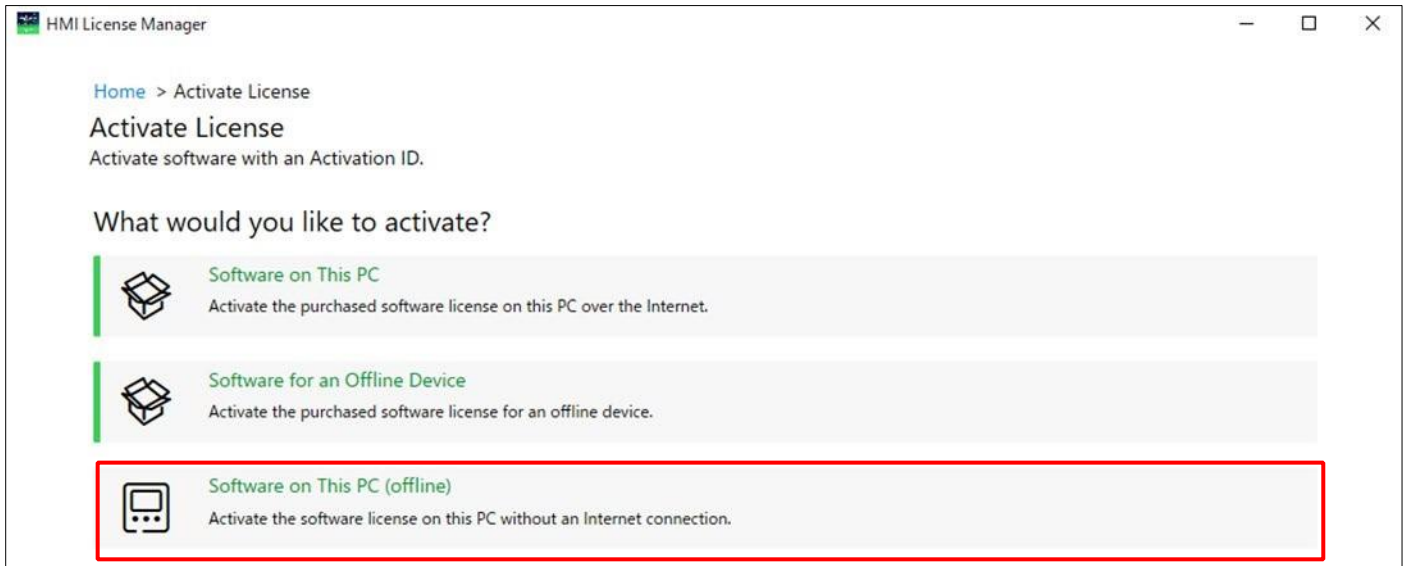 HMI License Manager
Home > Activate License
Activate License
Activate software with an Activation ID.
What would you like to activate?
Software on This PC
Activate the purchased software license on this PC over the Internet.
Software for an Offline Device
Activate the purchased software license for an offline device.
Software on This PC (offline)
Activate the software license on this PC without an Internet connection.